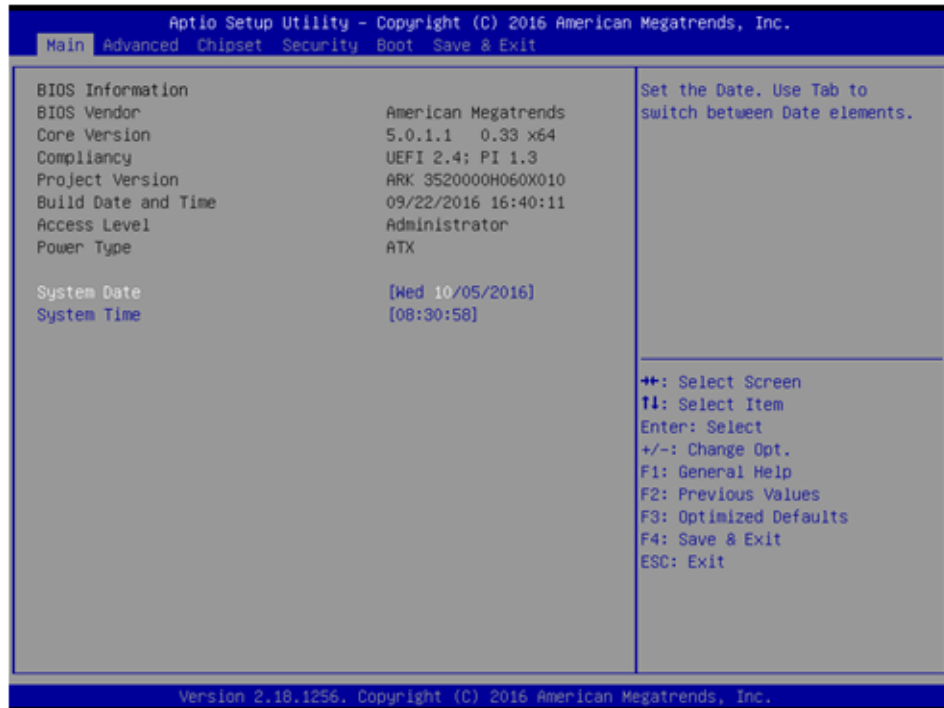 Aptio Setup Utility – Copyright (C) 2016 American Megatrends, Inc.
Main Advanced Chipset Security Boot Save & Exit
BIOS Information
BIOS Vendor American Megatrends
Core Version 5.0.1.1 0.33 x64
Compliancy UEFI 2.4; PI 1.3
Project Version ARK 3520000H060X010
Build Date and Time 09/22/2016 16:40:11
Access Level Administrator
Power Type ATX
System Date [Wed 10/05/2016]
System Time [08:30:58]
Set the Date. Use Tab to
switch between Date elements.
→←: Select Screen
↑↓: Select Item
Enter: Select
+/-: Change Opt.
F1: General Help
F2: Previous Values
F3: Optimized Defaults
F4: Save & Exit
ESC: Exit
Version 2.18.1256. Copyright (C) 2016 American Megatrends, Inc.